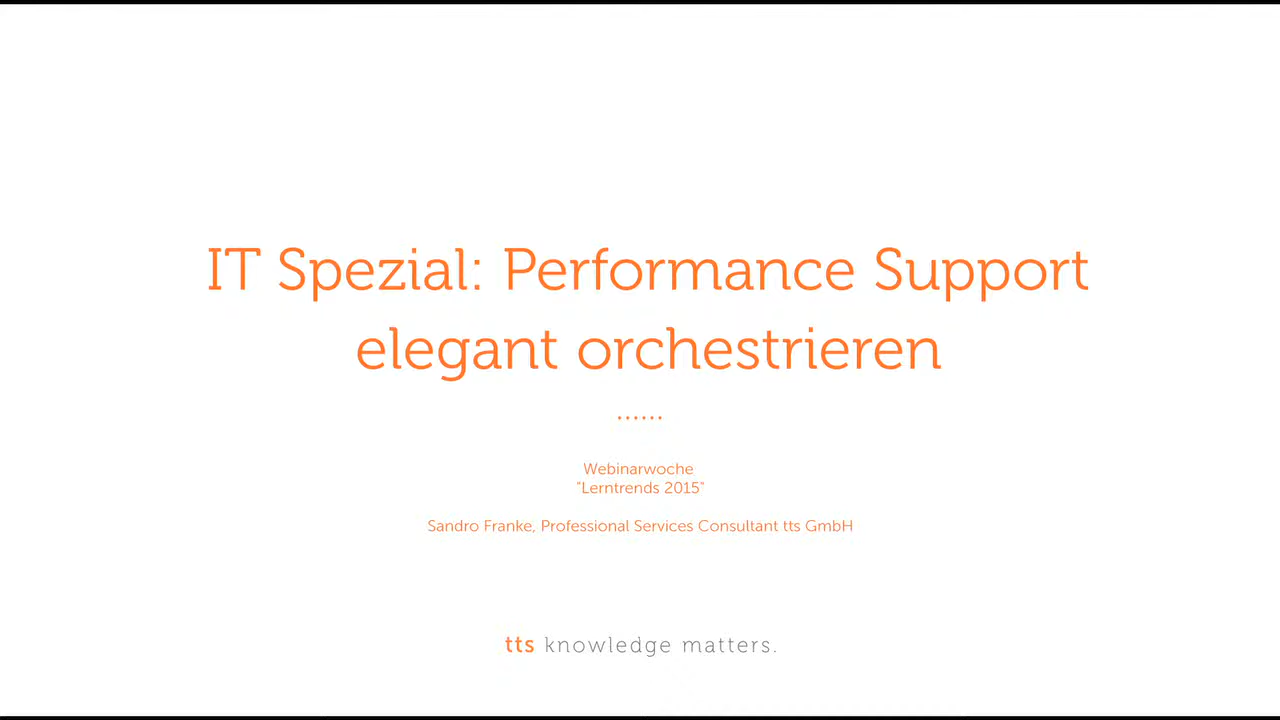 IT Spezial: Performance Support
elegant orchestrieren
......
Webinarwoche
"Lerntrends 2015"
Sandro Franke, Professional Services Consultant tts GmbH
tts knowledge matters.